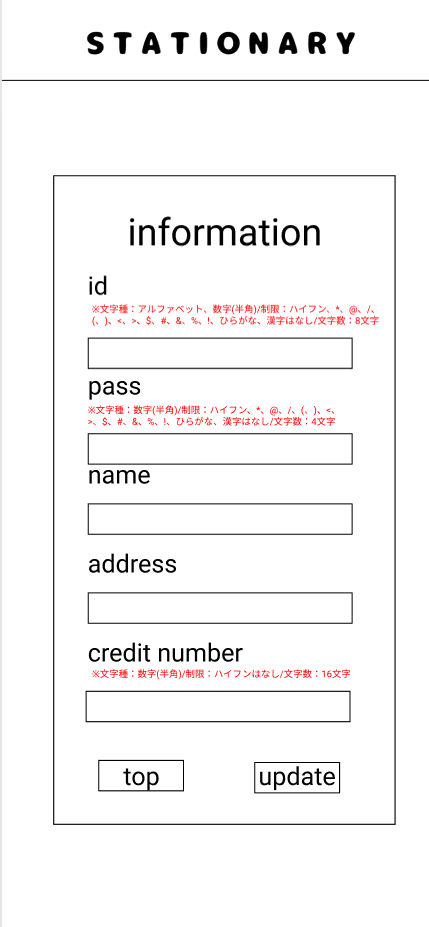 STATIONARY
information
id
※文字種：アルファベット、数字(半角)/制限：ハイフン、*、@、/、
(、)、<、>、$、#、&、%、!、ひらがな、漢字はなし/文字数：8文字
pass
※文字種：数字(半角)/制限：ハイフン、*、@、/、(、)、<、
>、$、#、&、%、!、ひらがな、漢字はなし/文字数：4文字
name
address
credit number
※文字種：数字(半角)/制限：ハイフンはなし/文字数：16文字
top
update